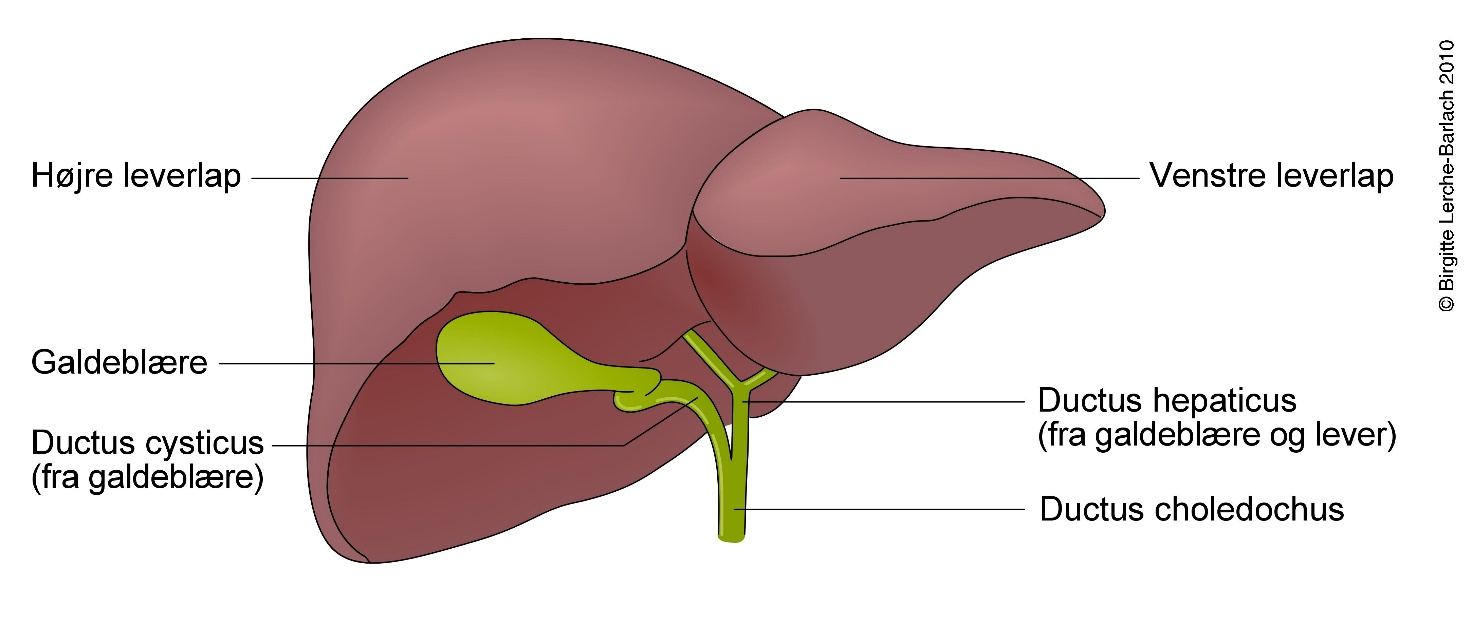 Højre leverlap
Venstre leverlap
Galdeblære
Ductus cysticus
(fra galdeblære)
Ductus hepaticus
(fra galdeblære og lever)
Ductus choledochus
© Birgitte Lerche-Barlach 2010